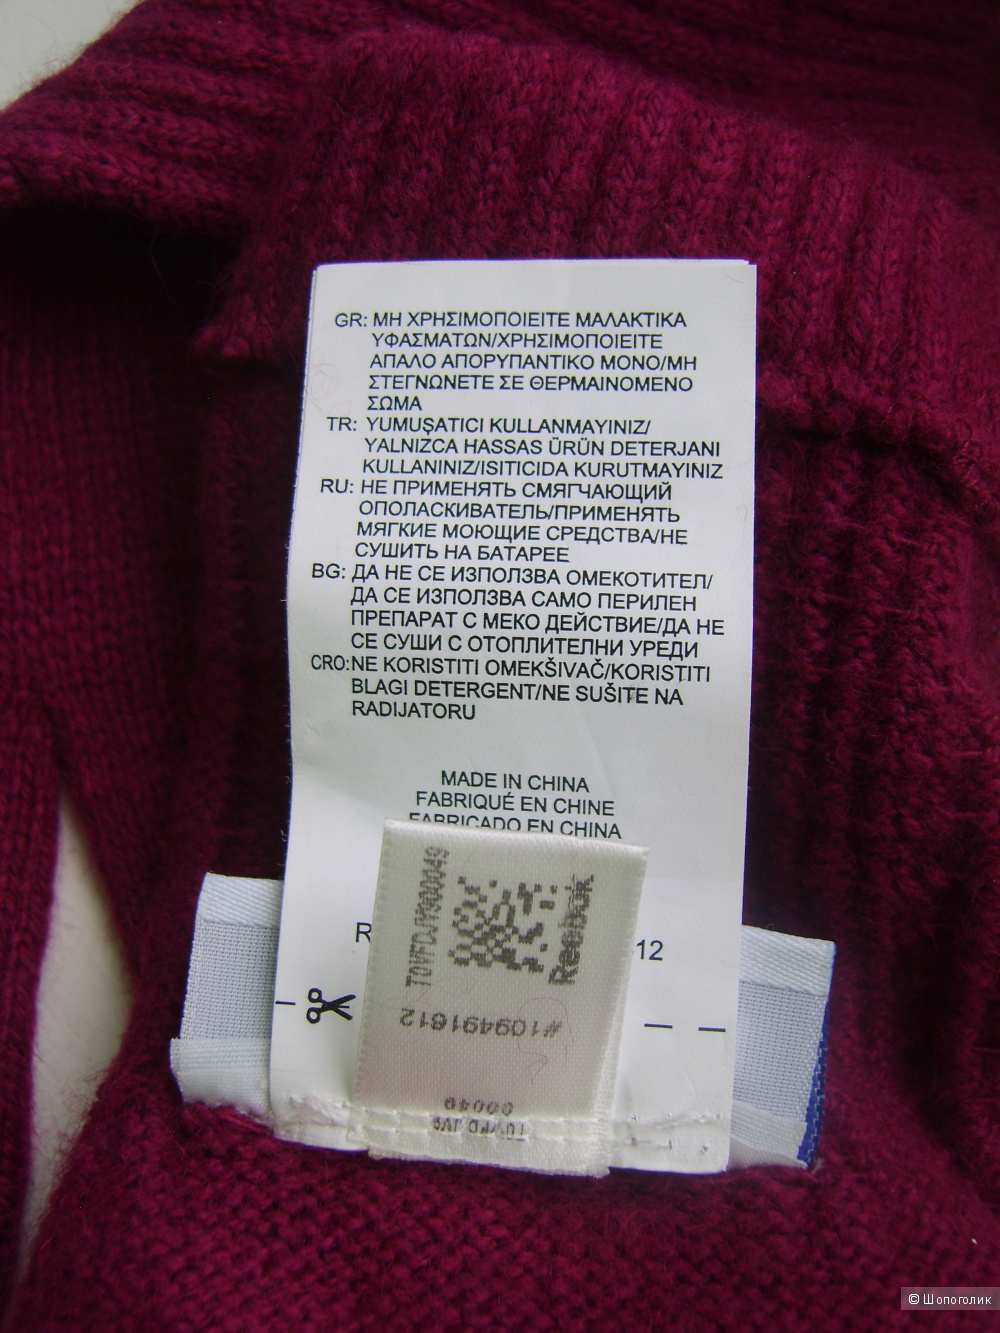 GR: ΜΗ ΧΡΗΣΙΜΟΠΟΙΕΙΤΕ ΜΑΛΑΚΤΙΚΑ
ΥΦΑΣΜΑΤΩΝ/ΧΡΗΣΙΜΟΠΟΙΕΙΤΕ
ΑΠΑΛΟ ΑΠΟΡΥΠΑΝΤΙΚΟ ΜΟΝΟ/ΜΗ
ΣΤΕΓΝΩΝΕΤΕ ΣΕ ΘΕΡΜΑΙΝΟΜΕΝΟ
ΣΩΜΑ
TR: YUMUŞATICI KULLANMAYINIZ/
YALNIZCA HASSAS ÜRÜN DETERJANI
KULLANINIZ/ISITICIDA KURUTMAYINIZ
RU: НЕ ПРИМЕНЯТЬ СМЯГЧАЮЩИЙ
ОПОЛАСКИВАТЕЛЬ/ПРИМЕНЯТЬ
МЯГКИЕ МОЮЩИЕ СРЕДСТВА/НЕ
СУШИТЬ НА БАТАРЕЕ
BG: ДА НЕ СЕ ИЗПОЛЗВА ОМЕКОТИТЕЛ/
ДА СЕ ИЗПОЛЗВА САМО ПЕРИЛЕН
ПРЕПАРАТ С МЕКО ДЕЙСТВИЕ/ДА НЕ
СЕ СУШИ С ОТОПЛИТЕЛНИ УРЕДИ
CRO: NE KORISTITI OMEKŠIVAČ/KORISTITI
BLAGI DETERGENT/NE SUŠITE NA
RADIJATORU
MADE IN CHINA
FABRIQUÉ EN CHINE
FABRICADO EN CHINA
R
12
T0VFDJV9000049
Reebok
#109491612
00049
© Шопоголик